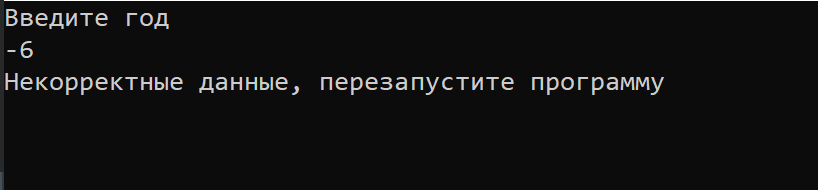 Введите год
-6
Некорректные данные, перезапустите программу